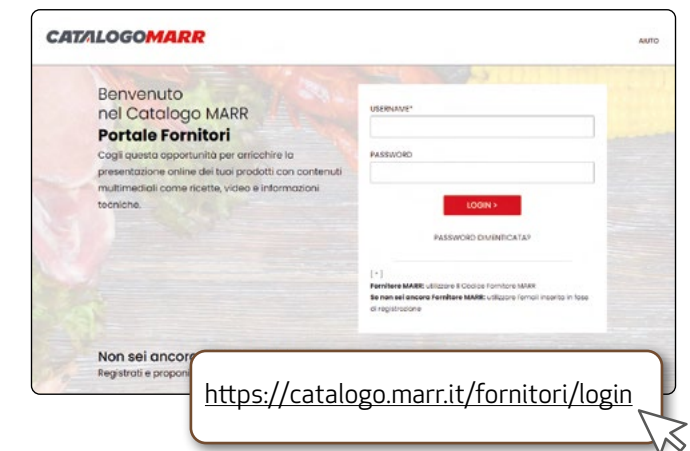 CATALOGOMARR
AIUTO
Benvenuto
nel Catalogo MARR
Portale Fornitori
Cogli questa opportunità per arricchire la
presentazione online dei tuoi prodotti con contenuti
multimediali come ricette, video e informazioni
tecniche.
USERNAME*
PASSWORD
LOGIN >
PASSWORD DIMENTICATA?
[*]
Fornitore MARR: utilizzare il Codice Fornitore MARR
Se non sei ancora Fornitore MARR: utilizzare l'email inserita in fase
di registrazione
Non sei ancora
Registrati e proponi
https://catalogo.marr.it/fornitori/login